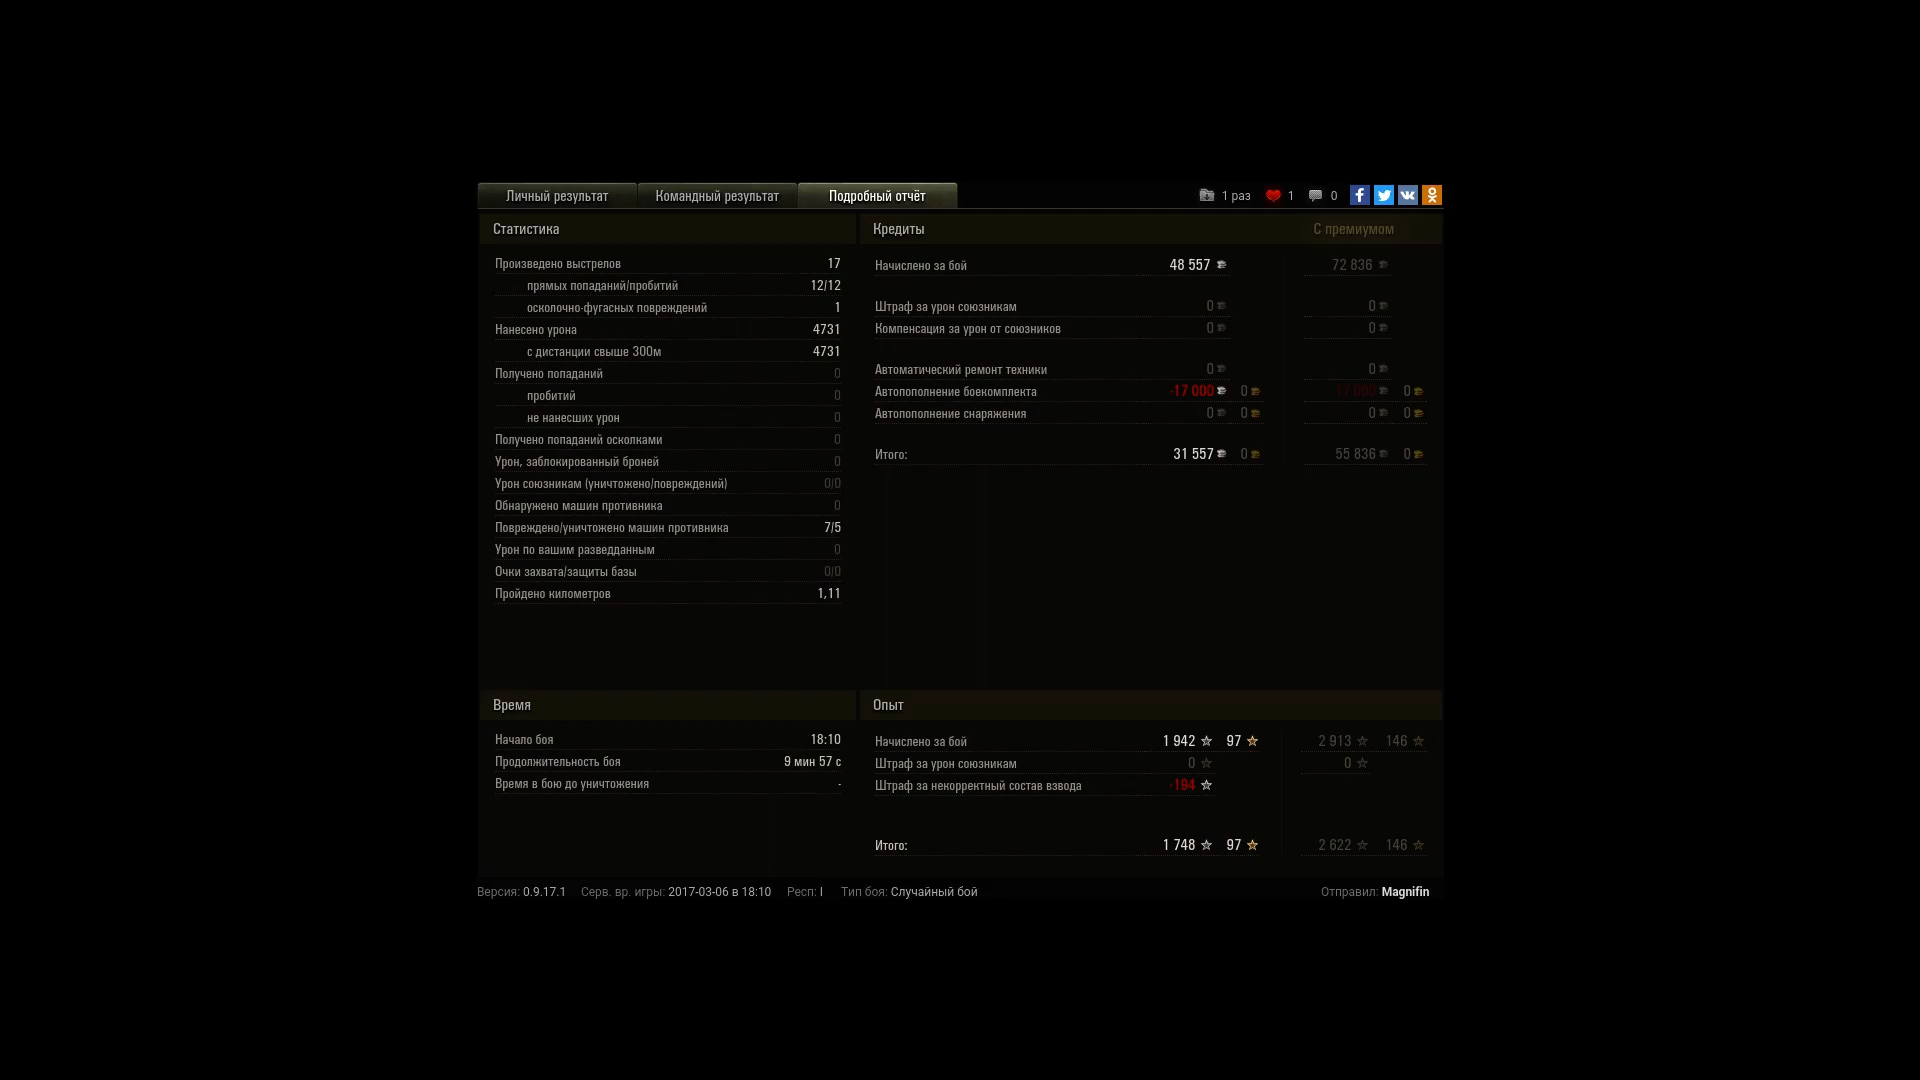 Личный результат Командный результат Подробный отчёт 1 раз 1 0
Статистика
Произведено выстрелов 17
прямых попаданий/пробитий 12/12
осколочно-фугасных повреждений 1
Нанесено урона 4731
с дистанции свыше 300м 4731
Получено попаданий 0
пробитий 0
не нанесших урон 0
Получено попаданий осколками 0
Урон, заблокированный броней 0
Урон союзникам (уничтожено/повреждений) 0/0
Обнаружено машин противника 0
Повреждено/уничтожено машин противника 7/5
Урон по вашим разведданным 0
Очки захвата/защиты базы 0/0
Пройдено километров 1,11
Кредиты С премиумом
Начислено за бой 48 557 72 836
Штраф за урон союзникам 0 0
Компенсация за урон от союзников 0 0
Автоматический ремонт техники 0 0
Автопополнение боекомплекта -17 000 0 -17 000 0
Автопополнение снаряжения 0 0 0 0
Итого: 31 557 0 55 836 0
Время
Начало боя 18:10
Продолжительность боя 9 мин 57 с
Время в бою до уничтожения -
Опыт
Начислено за бой 1 942 97 2 913 146
Штраф за урон союзникам 0 0
Штраф за некорректный состав взвода -194
Итого: 1 748 97 2 622 146
Версия: 0.9.17.1 Серв. вр. игры: 2017-03-06 в 18:10 Респ: I Тип боя: Случайный бой Отправил: Magnifin